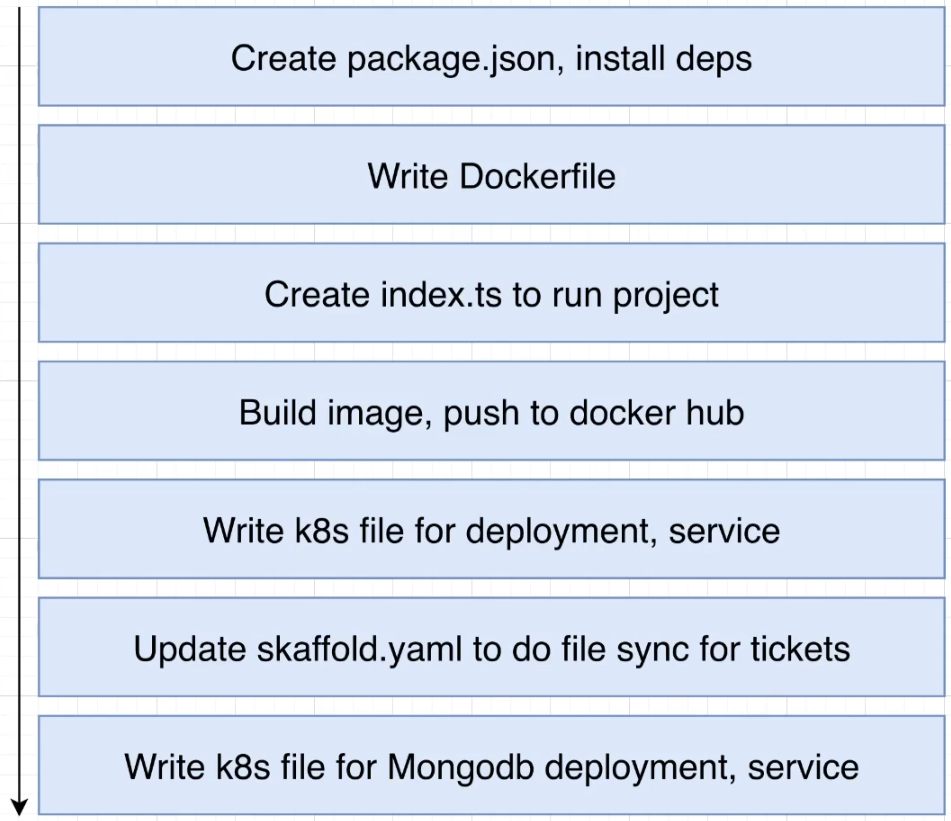 Create package.json, install deps
Write Dockerfile
Create index.ts to run project
Build image, push to docker hub
Write k8s file for deployment, service
Update skaffold.yaml to do file sync for tickets
Write k8s file for Mongodb deployment, service